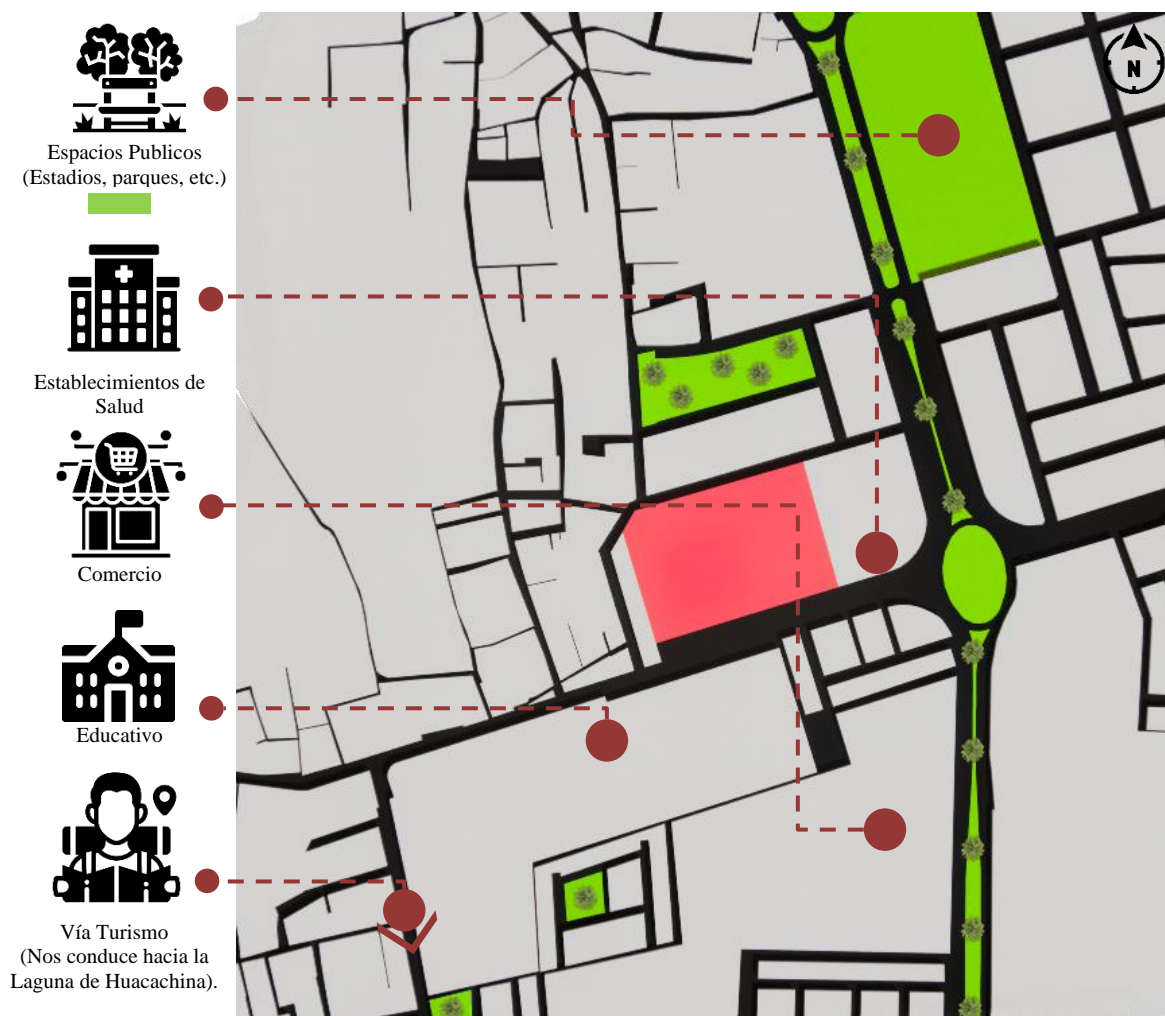 N
Espacios Publicos
(Estadios, parques, etc.)
Establecimientos de
Salud
Comercio
Educativo
Vía Turismo
(Nos conduce hacia la
Laguna de Huacachina).